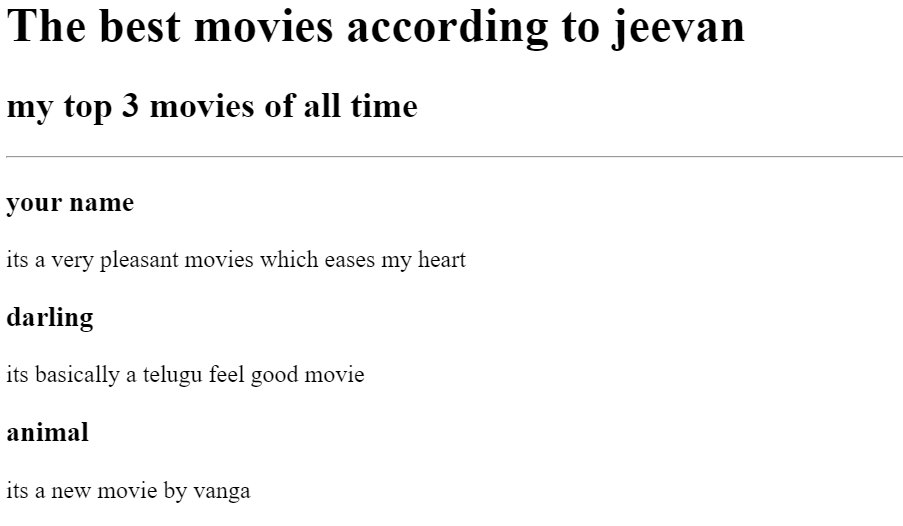 The best movies according to jeevan
my top 3 movies of all time
your name
its a very pleasant movies which eases my heart
darling
its basically a telugu feel good movie
animal
its a new movie by vanga